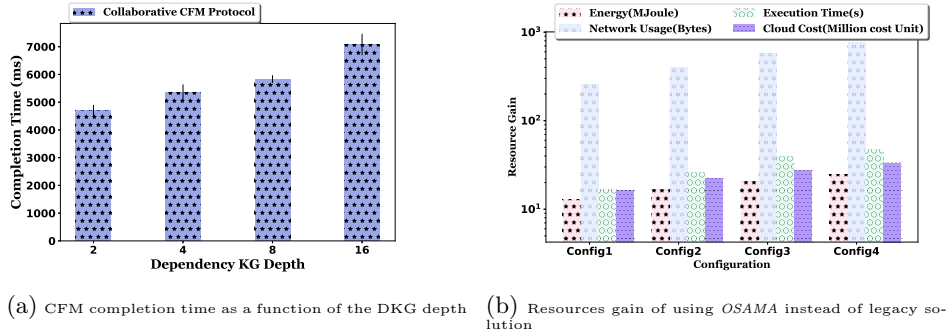 Collaborative CFM Protocol
Completion Time (ms)
7000
6000
5000
4000
3000
2000
1000
0
2 4 8 16
Dependency KG Depth
(a) CFM completion time as a function of the DKG depth
Energy(MJoule) Execution Time(s)
Network Usage(Bytes) Cloud Cost(Million cost Unit)
Resource Gain
10³
10²
10¹
Config1 Config2 Config3 Config4
Configuration
(b) Resources gain of using OSAMA instead of legacy so-
lution